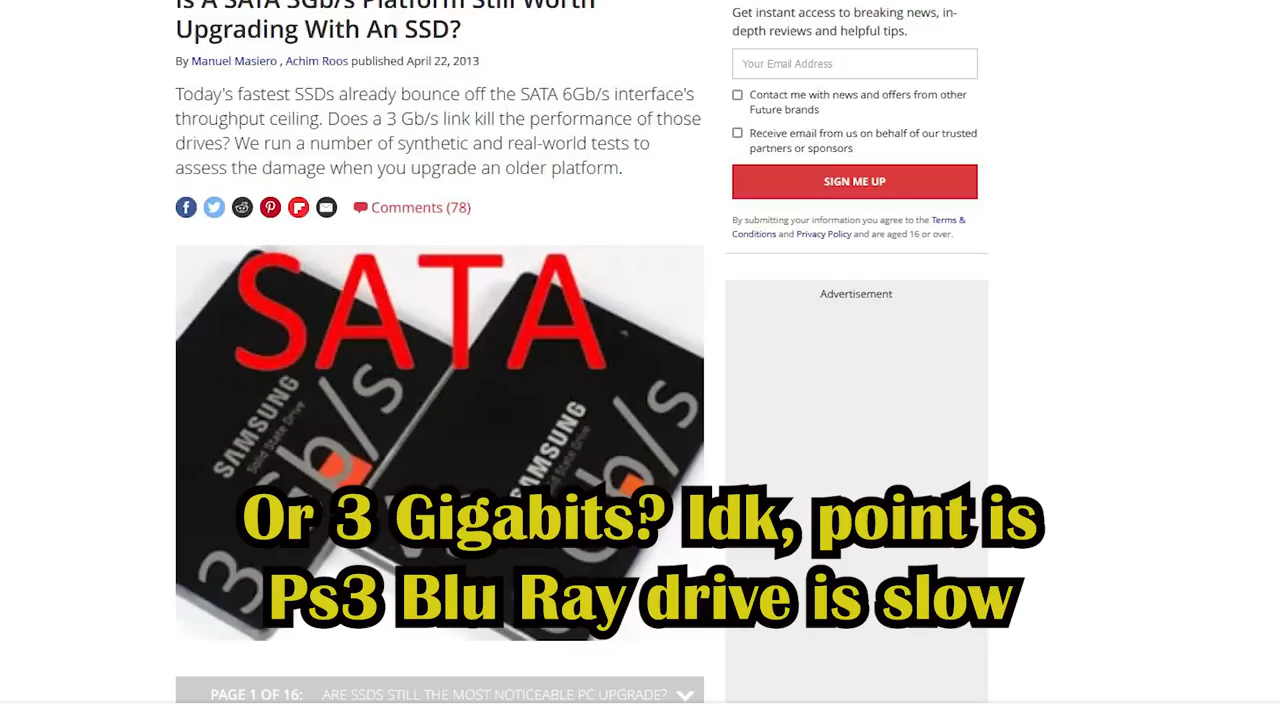 Is A SATA 3Gb/s Platform Still Worth
Upgrading With An SSD?
By Manuel Masiero , Achim Roos published April 22, 2013
Today's fastest SSDs already bounce off the SATA 6Gb/s interface's
throughput ceiling. Does a 3 Gb/s link kill the performance of those
drives? We run a number of synthetic and real-world tests to
assess the damage when you upgrade an older platform.
Comments (78)
SATA
SAMSUNG
Solid State Drive
3Gb/s
SAMSUNG
Gb/s
Or 3 Gigabits? Idk, point is
Ps3 Blu Ray drive is slow
PAGE 1 OF 16: ARE SSDS STILL THE MOST NOTICEABLE PC UPGRADE?
Get instant access to breaking news, in-
depth reviews and helpful tips.
Your Email Address
Contact me with news and offers from other
Future brands
Receive email from us on behalf of our trusted
partners or sponsors
SIGN ME UP
By submitting your information you agree to the Terms &
Conditions and Privacy Policy and are aged 16 or over.
Advertisement